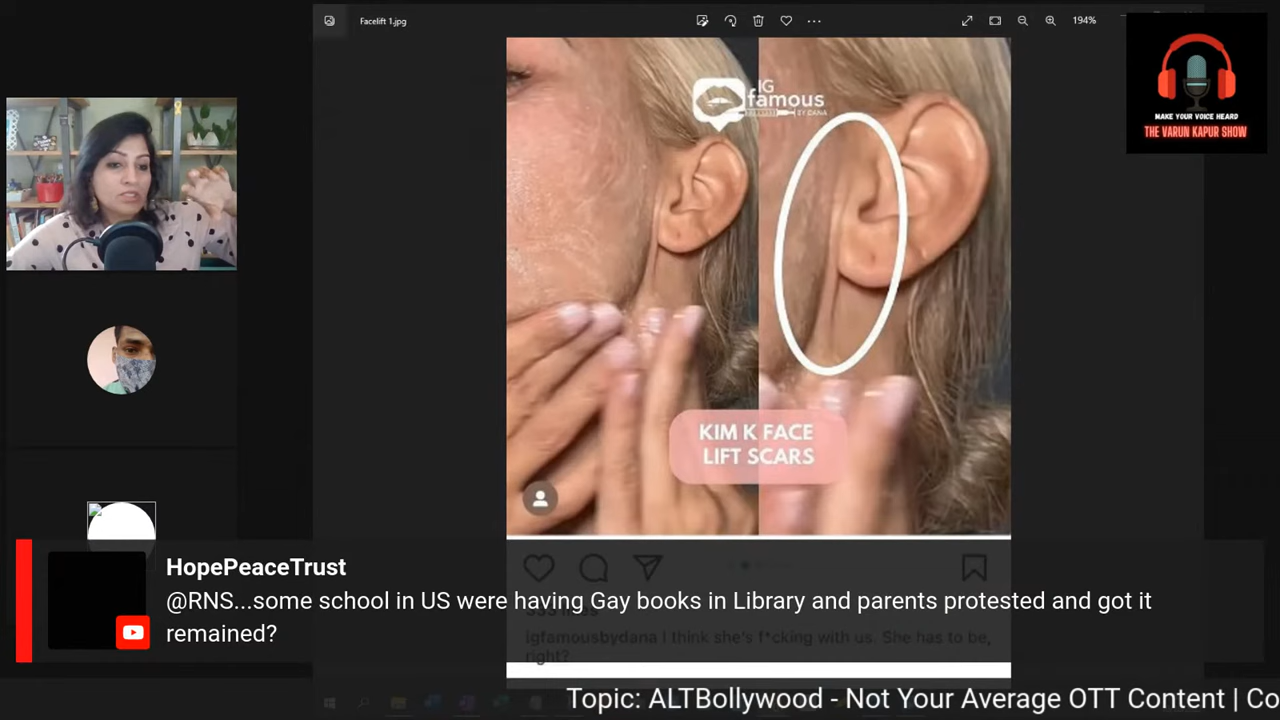 Facelift 1.jpg
194%
MAKE YOUR VOICE HEARD
THE VARUN KAPUR SHOW
IG
famous
BY DANA
KIM K FACE
LIFT SCARS
HopePeaceTrust
@RNS...some school in US were having Gay books in Library and parents protested and got it
remained?
igfamousbydana I think she's f*cking with us. She has to be,
right?
Topic: ALTBollywood - Not Your Average OTT Content | Co